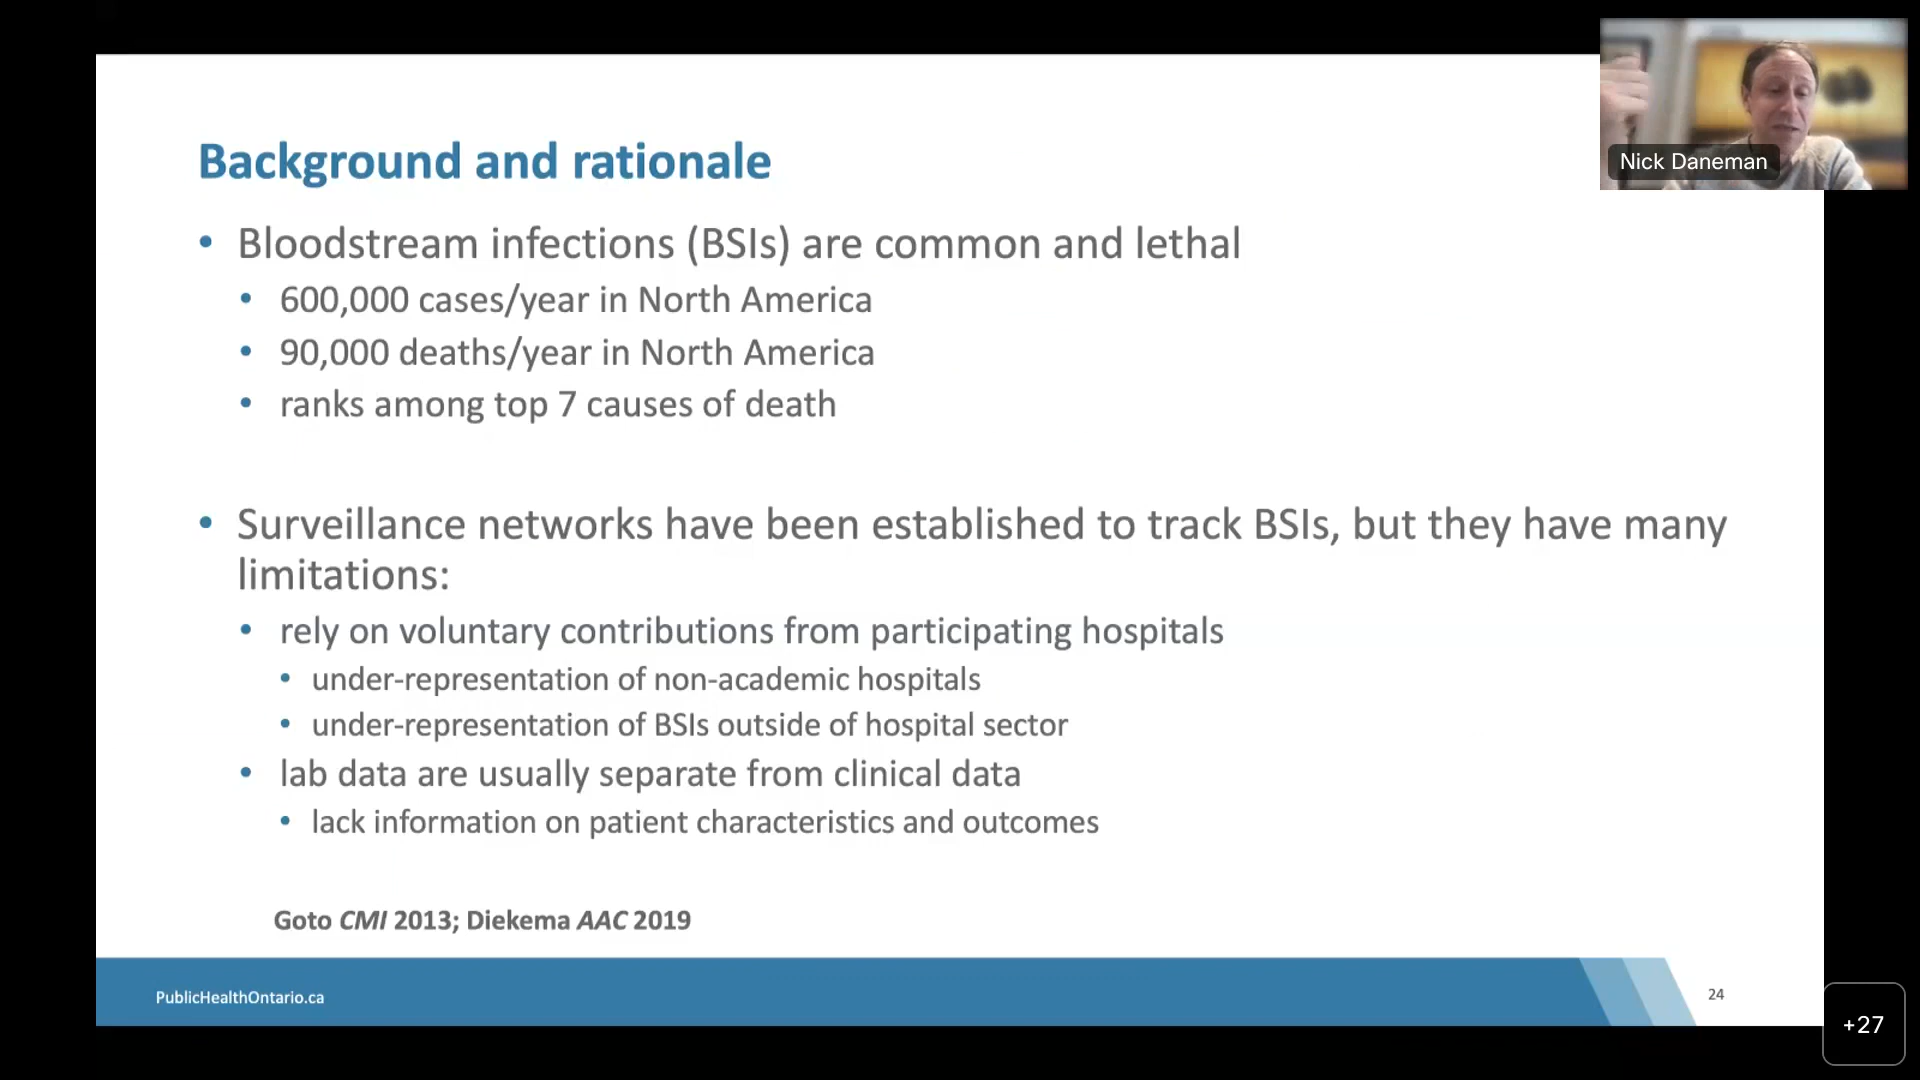 Background and rationale
Nick Daneman
• Bloodstream infections (BSIs) are common and lethal
• 600,000 cases/year in North America
• 90,000 deaths/year in North America
• ranks among top 7 causes of death
• Surveillance networks have been established to track BSIs, but they have many
limitations:
• rely on voluntary contributions from participating hospitals
• under-representation of non-academic hospitals
• under-representation of BSIs outside of hospital sector
• lab data are usually separate from clinical data
• lack information on patient characteristics and outcomes
Goto CMI 2013; Diekema AAC 2019
PublicHealthOntario.ca
24
+27